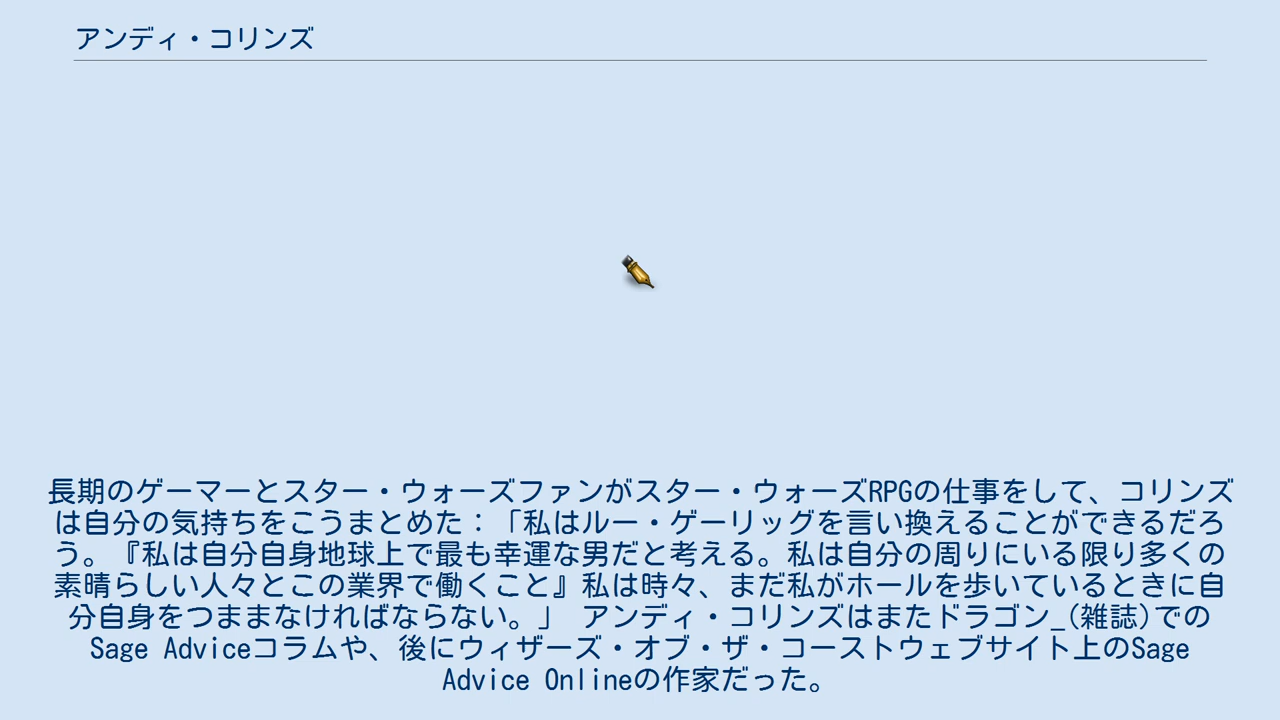 アンディ・コリンズ
長期のゲーマーとスター・ウォーズファンがスター・ウォーズRPGの仕事をして、コリンズ
は自分の気持ちをこうまとめた：「私はルー・ゲーリッグを言い換えることができるだろ
う。『私は自分自身地球上で最も幸運な男だと考える。私は自分の周りにいる限り多くの
素晴らしい人々とこの業界で働くこと』私は時々、まだ私がホールを歩いているときに自
分自身をつままなければならない。」 アンディ・コリンズはまたドラゴン_(雑誌)での
Sage Adviceコラムや、後にウィザーズ・オブ・ザ・コーストウェブサイト上のSage
Advice Onlineの作家だった。